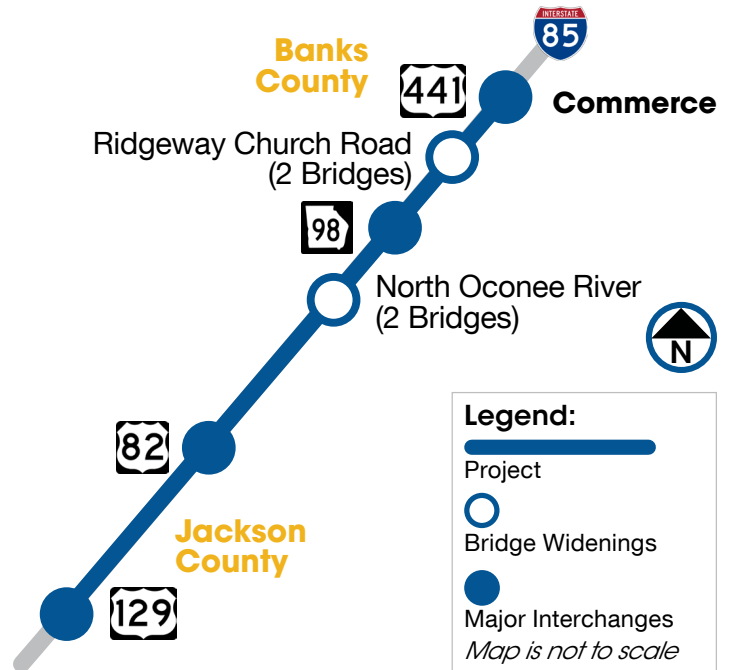 INTERSTATE
85
Banks
County
441
Commerce
Ridgeway Church Road
(2 Bridges)
98
North Oconee River
(2 Bridges)
N
82
Jackson
County
129
Legend:
Project
Bridge Widenings
Major Interchanges
Map is not to scale